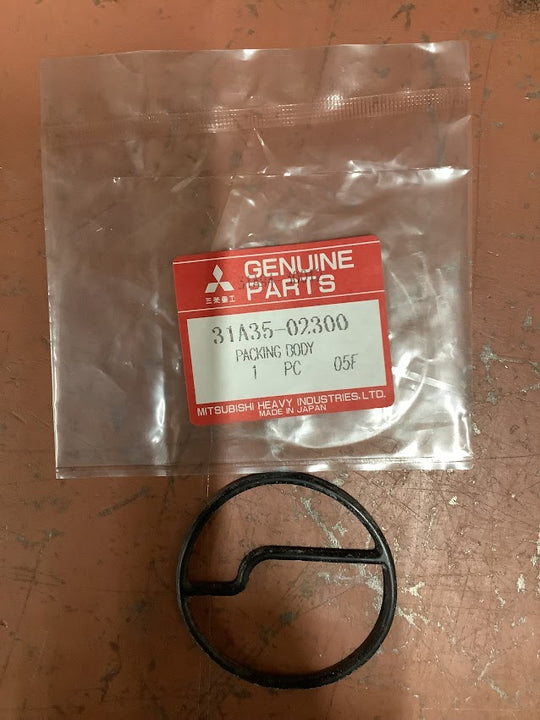 GENUINE
PARTS
三菱重工
31A35-02300
PACKING BODY
1 PC 05F
MITSUBISHI HEAVY INDUSTRIES,LTD.
MADE IN JAPAN